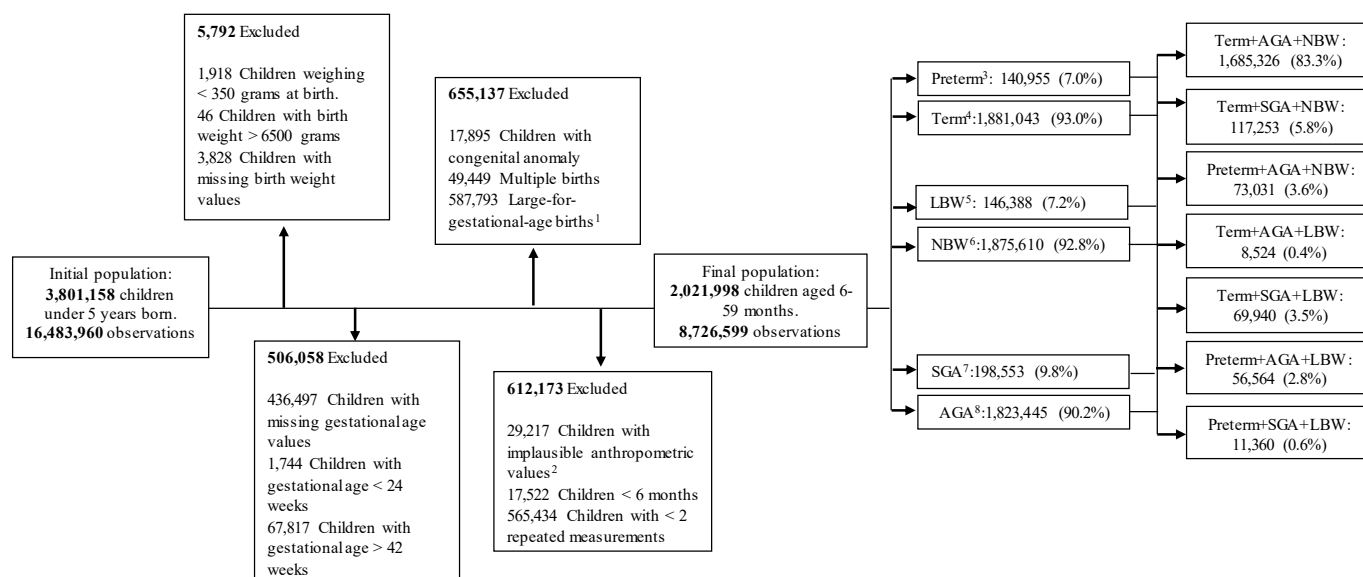 5,792 Excluded
1,918 Children weighing
< 350 grams at birth.
46 Children with birth
weight > 6500 grams
3,828 Children with
missing birth weight
values
655,137 Excluded
17,895 Children with
congenital anomaly
49,449 Multiple births
587,793 Large-for-
gestational-age births1
Initial population:
3,801,158 children
under 5 years born.
16,483,960 observations
506,058 Excluded
436,497 Children with
missing gestational age
values
1,744 Children with
gestational age < 24
weeks
67,817 Children with
gestational age > 42
weeks
612,173 Excluded
29,217 Children with
implausible anthropometric
values2
17,522 Children < 6 months
565,434 Children with < 2
repeated measurements
Final population:
2,021,998 children aged 6-
59 months.
8,726,599 observations
Preterm3: 140,955 (7.0%)
Term4:1,881,043 (93.0%)
LBW5: 146,388 (7.2%)
NBW6:1,875,610 (92.8%)
SGA7:198,553 (9.8%)
AGA8:1,823,445 (90.2%)
Term+AGA+NBW:
1,685,326 (83.3%)
Term+SGA+NBW:
117,253 (5.8%)
Preterm+AGA+NBW:
73,031 (3.6%)
Term+AGA+LBW:
8,524 (0.4%)
Term+SGA+LBW:
69,940 (3.5%)
Preterm+AGA+LBW:
56,564 (2.8%)
Preterm+SGA+LBW:
11,360 (0.6%)